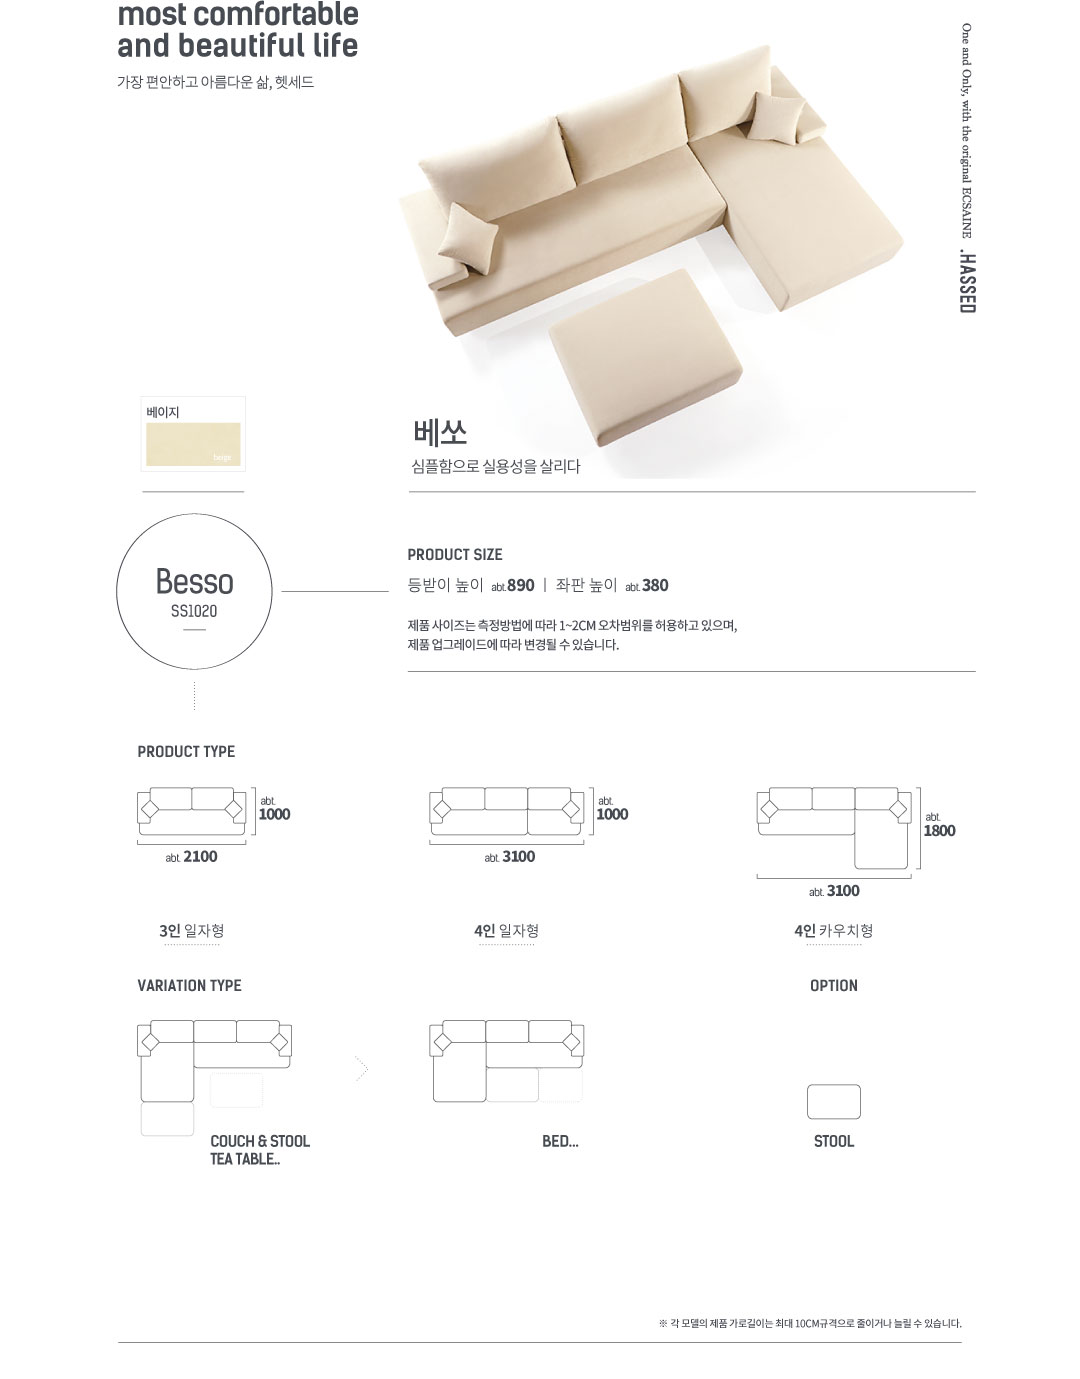 most comfortable
and beautiful life
가장 편안하고 아름다운 삶, 헷세드
One and Only, with the original ECSAINE .HASSED
베이지
beige
베쏘
심플함으로 실용성을 살리다
Besso
SS1020
PRODUCT SIZE
등받이 높이 abt.890 | 좌판 높이 abt.380
제품 사이즈는 측정방법에 따라 1~2CM 오차범위를 허용하고 있으며,
제품 업그레이드에 따라 변경될 수 있습니다.
PRODUCT TYPE
abt.
1000
abt. 2100
3인 일자형
abt.
1000
abt. 3100
4인 일자형
abt.
1800
abt. 3100
4인 카우치형
VARIATION TYPE
COUCH & STOOL
TEA TABLE..
BED...
OPTION
STOOL
※ 각 모델의 제품 가로길이는 최대 10CM규격으로 줄이거나 늘릴 수 있습니다.